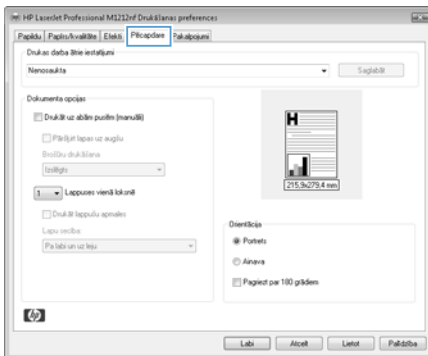 HP LaserJet Professional M1212nf Drukāšanas preferences
Papildu Papīrs/kvalitāte Efekti Pēcapdare Pakalpojumi
Drukas darba ātrie iestatījumi
Nenosaukta Saglabāt
Dokumenta opcijas
Drukāt uz abām pusēm (manuāli)
Pāršķirt lapas uz augšu
Brošūru drukāšana
Izslēgts
1 Lappuses vienā loksnē
Drukāt lappušu apmales
Lapu secība
Pa labi un uz leju
H
215,9x279,4 mm
Orientācija
Portrets
Ainava
Pagriezt par 180 grādiem
hp
Labi Atcelt Lietot Palīdzība